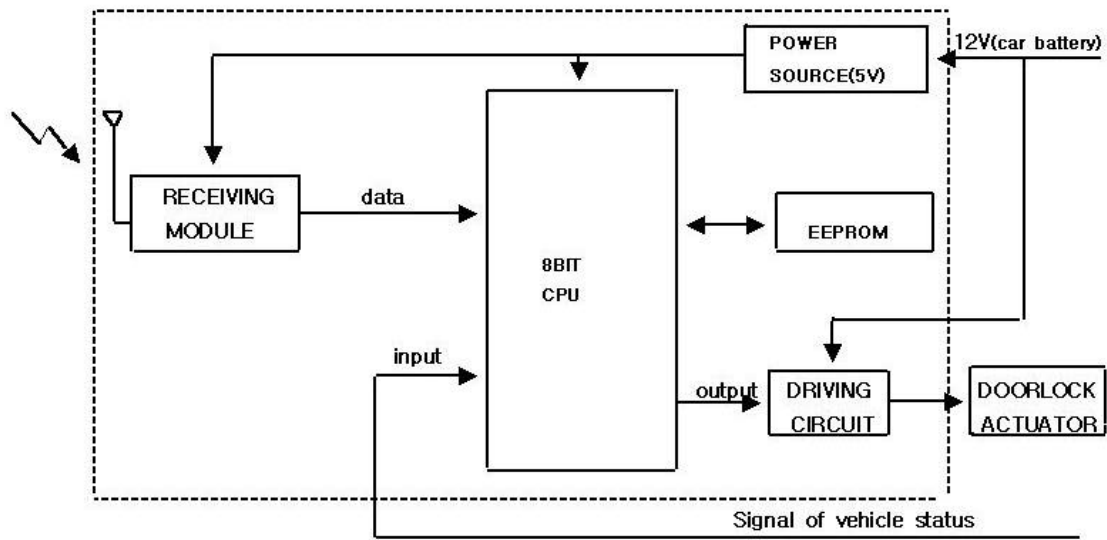 POWER
SOURCE(5V)
12V(car battery)
RECEIVING
MODULE
data
8BIT
CPU
EEPROM
input
output
DRIVING
CIRCUIT
DOORLOCK
ACTUATOR
Signal of vehicle status